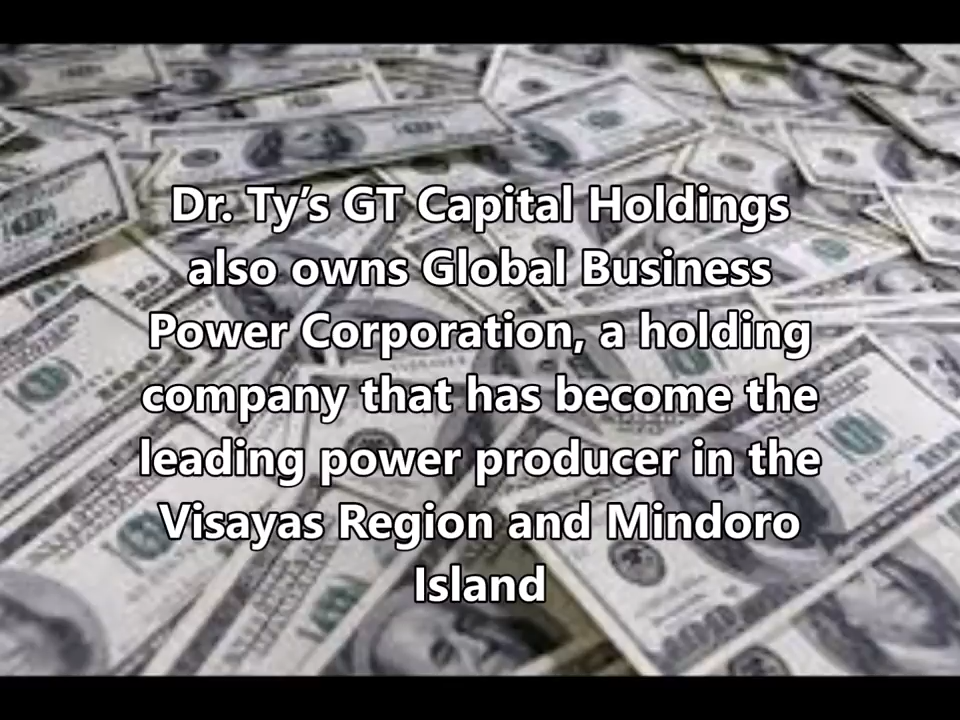 Dr. Ty’s GT Capital Holdings
also owns Global Business
Power Corporation, a holding
company that has become the
leading power producer in the
Visayas Region and Mindoro
Island